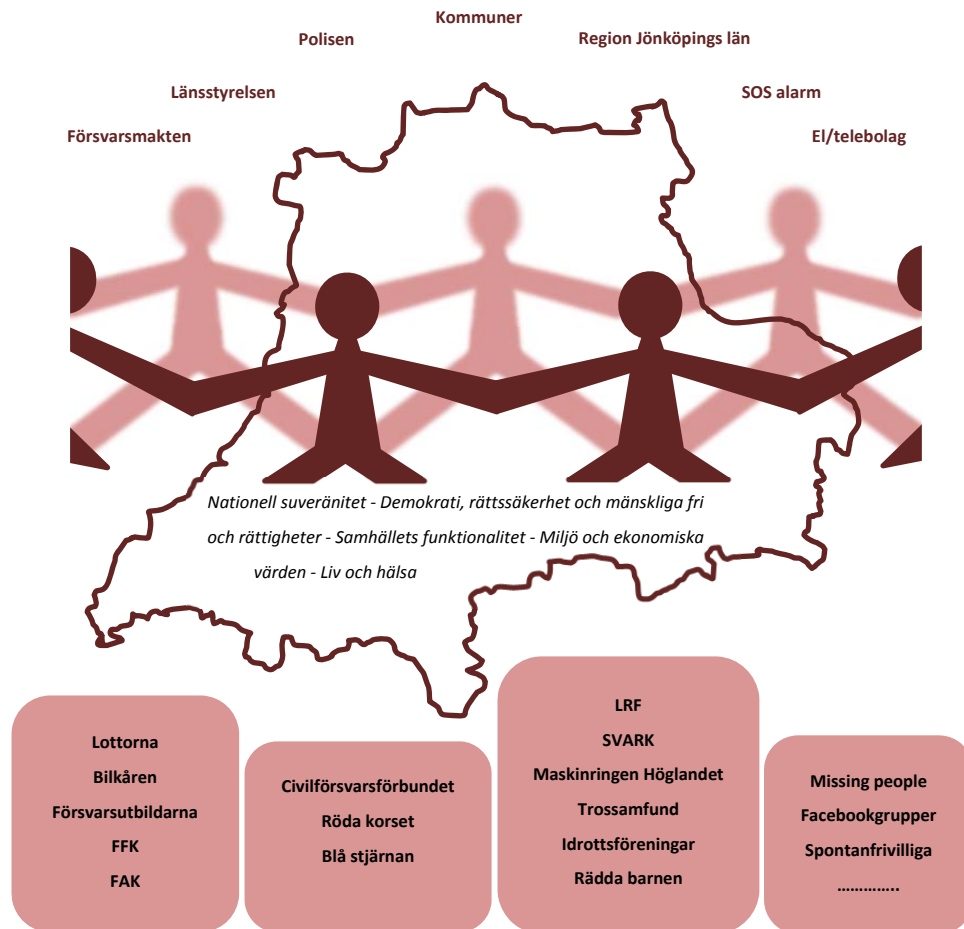 Kommuner
Polisen
Region Jönköpings län
Länsstyrelsen
SOS alarm
Försvarsmakten
El/telebolag
Nationell suveränitet - Demokrati, rättssäkerhet och mänskliga fri
och rättigheter - Samhällets funktionalitet - Miljö och ekonomiska
värden - Liv och hälsa
Lottorna
Bilkåren
Försvarsutbildarna
FFK
FAK
Civilförsvarsförbundet
Röda korset
Blå stjärnan
LRF
SVARK
Maskinringen Höglandet
Trossamfund
Idrottsföreningar
Rädda barnen
Missing people
Facebookgrupper
Spontanfrivilliga
…………..